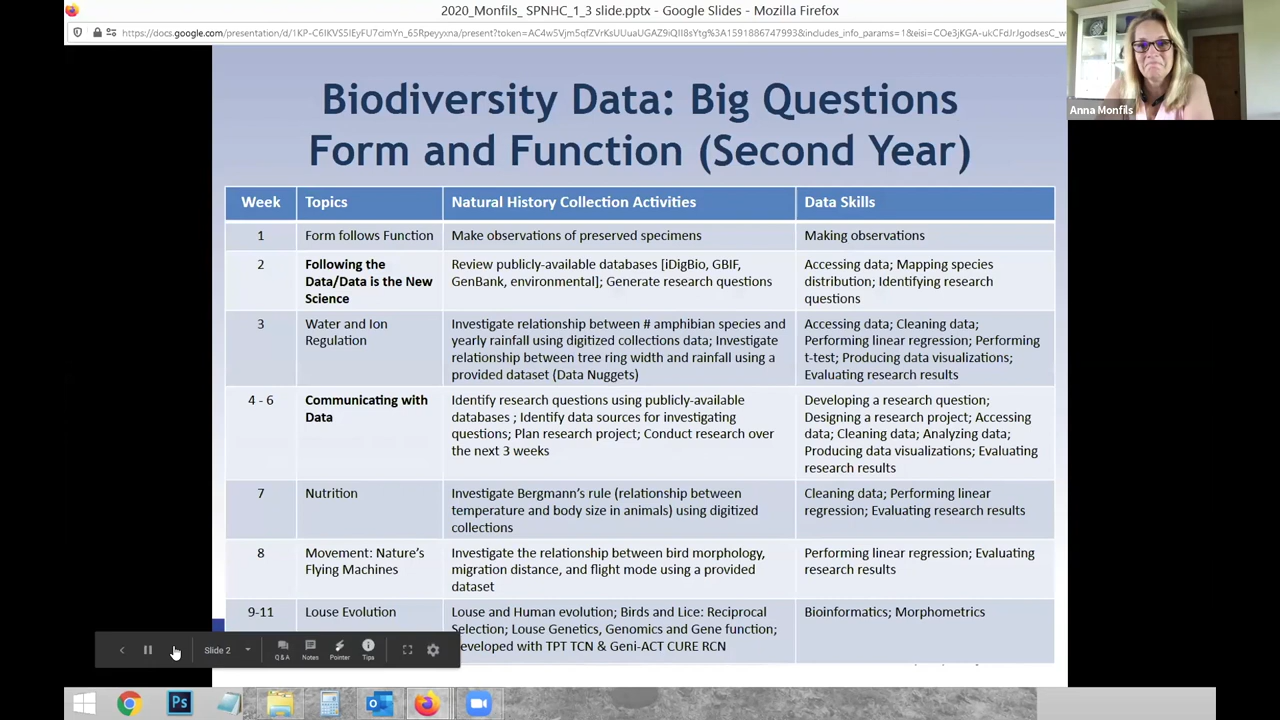 2020_Monfils_ SPNHC_1_3 slide.pptx - Google Slides - Mozilla Firefox
Anna Monfils
Biodiversity Data: Big Questions
Form and Function (Second Year)
Week Topics Natural History Collection Activities Data Skills
1 Form follows Function Make observations of preserved specimens Making observations
2 Following the Data/Data is the New Science
Review publicly-available databases [iDigBio, GBIF,
GenBank, environmental]; Generate research questions
Accessing data; Mapping species
distribution; Identifying research
questions
3 Water and Ion
Regulation
Investigate relationship between # amphibian species and
yearly rainfall using digitized collections data; Investigate
relationship between tree ring width and rainfall using a
provided dataset (Data Nuggets)
Accessing data; Cleaning data;
Performing linear regression; Performing
t-test; Producing data visualizations;
Evaluating research results
4 - 6 Communicating with
Data
Identify research questions using publicly-available
databases ; Identify data sources for investigating
questions; Plan research project; Conduct research over
the next 3 weeks
Developing a research question;
Designing a research project; Accessing
data; Cleaning data; Analyzing data;
Producing data visualizations; Evaluating
research results
7 Nutrition
Investigate Bergmann's rule (relationship between
temperature and body size in animals) using digitized
collections
Cleaning data; Performing linear
regression; Evaluating research results
8 Movement: Nature's
Flying Machines
Investigate the relationship between bird morphology,
migration distance, and flight mode using a provided
dataset
Performing linear regression; Evaluating
research results
9-11 Louse Evolution
Louse and Human evolution; Birds and Lice: Reciprocal
Selection; Louse Genetics, Genomics and Gene function;
eveloped with TPT TCN & Geni-ACT CURE RCN
Bioinformatics; Morphometrics
Slide 2
Q & A Notes Pointer Tips
Ps